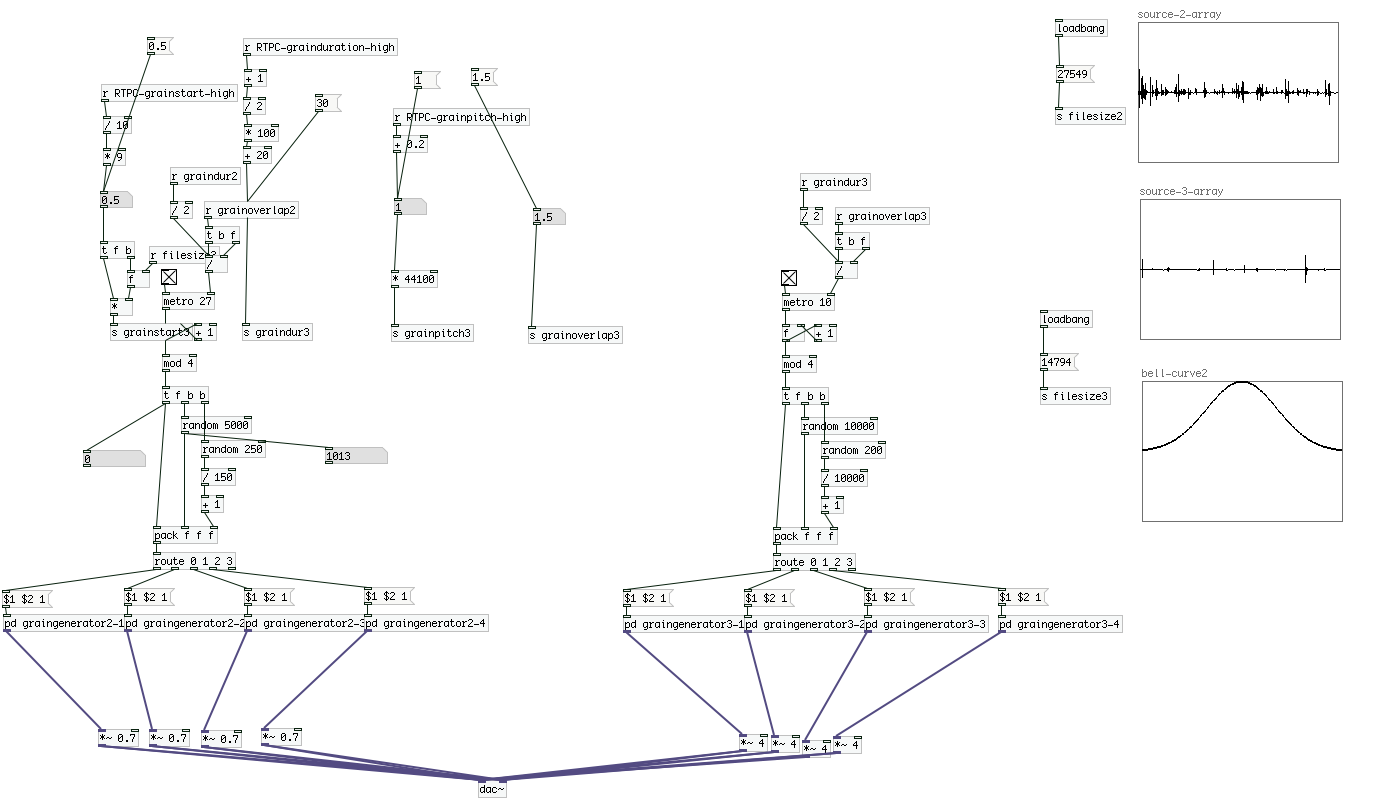 source-2-array
loadbang
0.5
r RTPC-grainduration-high
27549
+ 1
1
1.5
r RTPC-grainstart-high
/ 2
30
s filesize2
r RTPC-grainpitch-high
/ 10
* 100
+ 0.2
* 9
+ 20
r graindur2
r graindur3
source-3-array
0.5
1
/ 2
r grainoverlap2
/ 2
r grainoverlap3
1.5
t b f
t b f
t f b
r filesize2
/
/
f
* 44100
*
metro 27
metro 10
loadbang
s grainstart3
+ 1
s graindur3
s grainpitch3
s grainoverlap3
f
+ 1
mod 4
mod 4
14794
bell-curve2
t f b b
t f b b
s filesize3
random 5000
random 10000
0
random 250
1013
random 200
/ 150
/ 10000
+ 1
+ 1
pack f f f
pack f f f
route 0 1 2 3
route 0 1 2 3
$1 $2 1
$1 $2 1
$1 $2 1
$1 $2 1
$1 $2 1
$1 $2 1
$1 $2 1
$1 $2 1
pd graingenerator2-1
pd graingenerator2-2
pd graingenerator2-3
pd graingenerator2-4
pd graingenerator3-1
pd graingenerator3-2
pd graingenerator3-3
pd graingenerator3-4
*~ 0.7
*~ 0.7
*~ 0.7
*~ 0.7
*~ 4
*~ 4
*~ 4
*~ 4
dac~